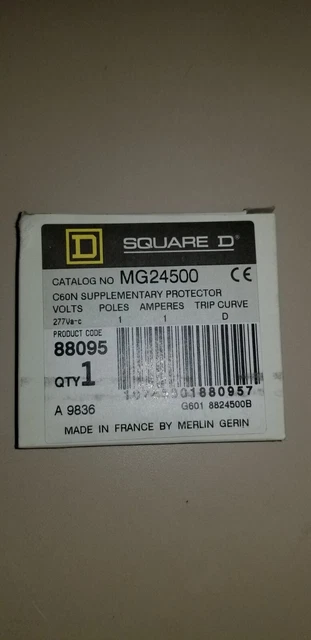 D SQUARE D
CATALOG NO MG24500 CE
C60N SUPPLEMENTARY PROTECTOR
VOLTS POLES AMPERES TRIP CURVE
277Va-c 1 1 D
PRODUCT CODE
88095
QTY 1
A 9836 G601 8824500B
MADE IN FRANCE BY MERLIN GERIN